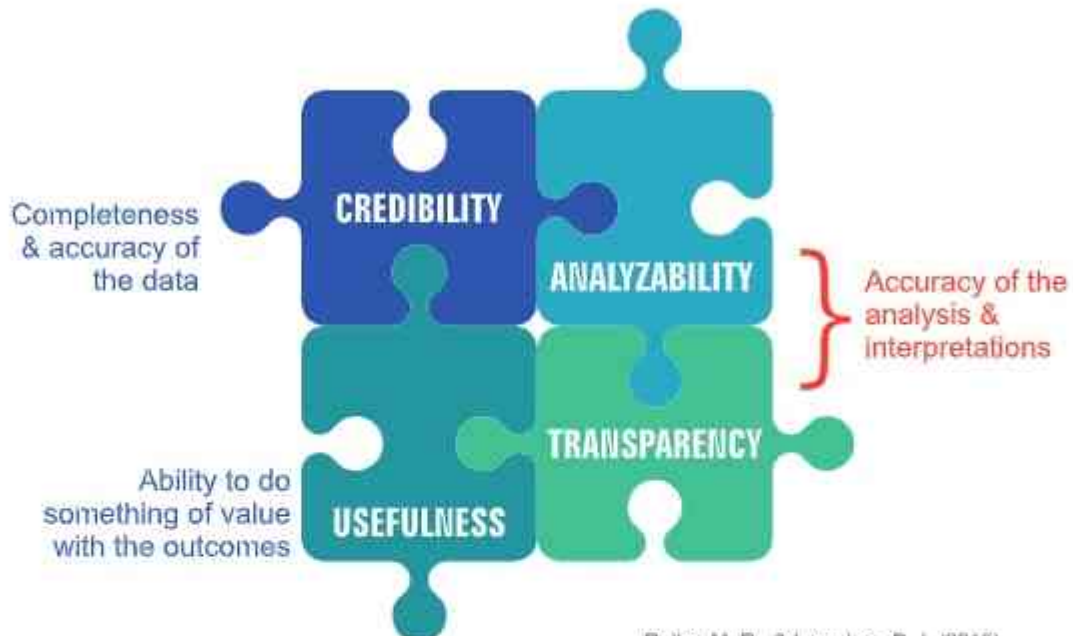 CREDIBILITY
Completeness
& accuracy of
the data
ANALYZABILITY
Accuracy of the
analysis &
interpretations
TRANSPARENCY
Ability to do
something of value
with the outcomes
USEFULNESS